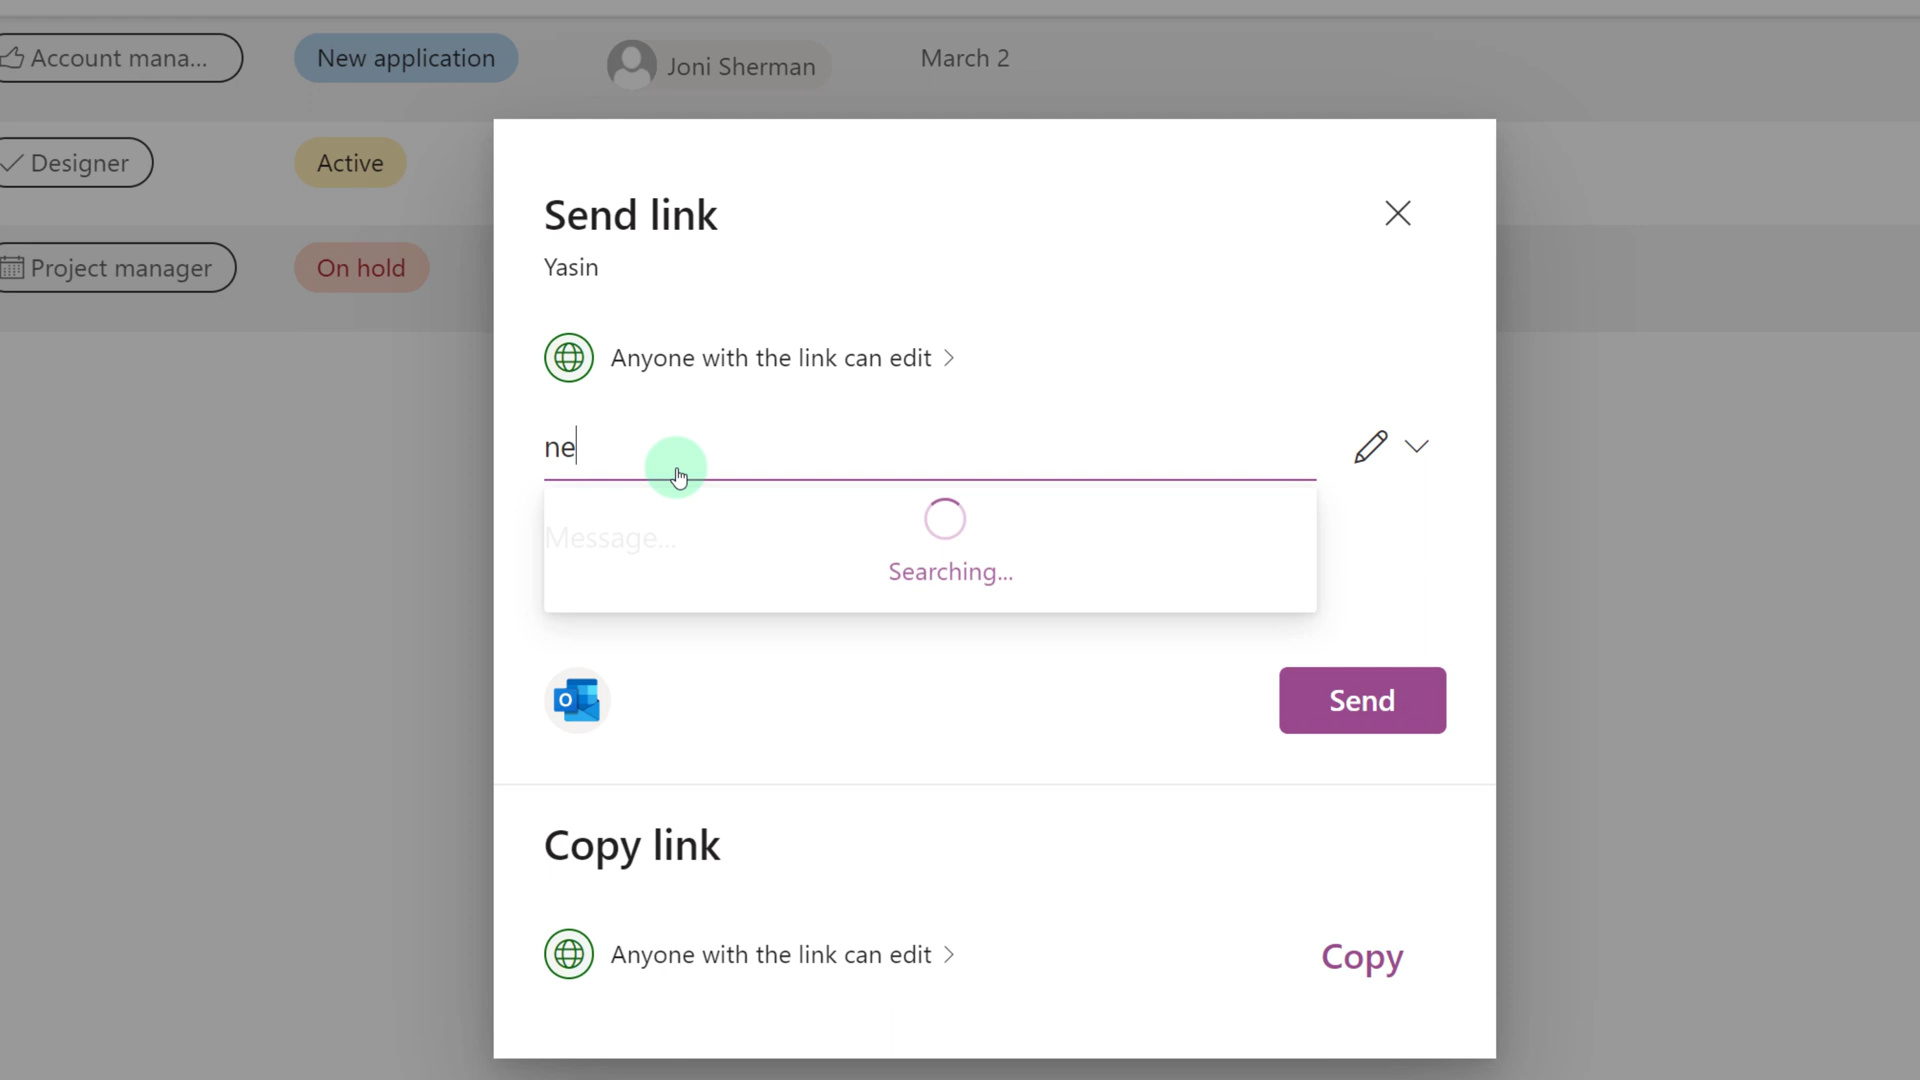 Account mana...
New application
Joni Sherman
March 2
Designer
Active
Project manager
On hold
Send link
Yasin
Anyone with the link can edit
ne
Message...
Searching...
Send
Copy link
Anyone with the link can edit
Copy